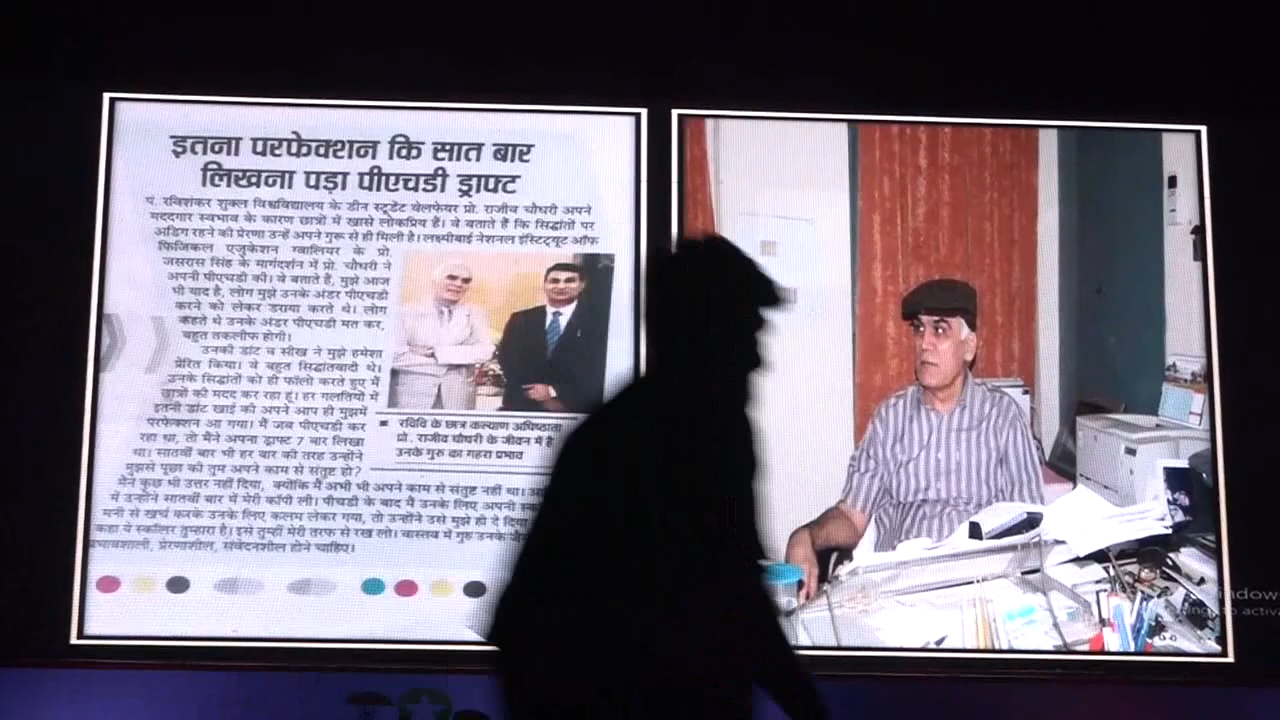 इतना परफेक्शन कि सात बार
लिखना पड़ा पीएचडी ड्राफ्ट
पं. रविशंकर शुक्ल विश्वविद्यालय के डीन स्टूडेंट वेलफेयर प्रो. राजीव चौधरी अपने
मददगार स्वभाव के कारण छात्रों में खासे लोकप्रिय हैं। वे बताते हैं कि सिद्धांतों पर
अडिग रहने की प्रेरणा उन्हें अपने गुरू से ही मिली है। लक्ष्मीबाई नेशनल इंस्टिट्यूट ऑफ
फिजिकल एजुकेशन ग्वालियर के प्रो.
जसराज सिंह के मार्गदर्शन में प्रो. चौधरी ने
अपनी पीएचडी की। वे बताते हैं, मुझे आज
भी याद है, लोग मुझे उनके अंडर पीएचडी
करने को लेकर डराया करते थे। लोग
कहते थे उनके अंडर पीएचडी मत कर,
बहुत तकलीफ होगी।
उनकी डांट व सीख ने मुझे हमेशा
प्रेरित किया। वे बहुत सिद्धांतवादी थे।
उनके सिद्धांतों को ही फॉलो करते हुए में
छात्रों की मदद कर रहा हूं। हर गलतियों में
इतनी डांट खाई की अपने आप ही मुझमें
परफेक्शन आ गया। मैं जब पीएचडी कर
रहा था, तो मैंने अपना ड्राफ्ट 7 बार लिखा
था। सातवीं बार भी हर बार की तरह उन्होंने
मुझसे पूछा की तुम अपने काम से संतुष्ट हो?
मैंने कुछ भी उत्तर नहीं दिया, क्योंकि मैं अभी भी अपने काम से संतुष्ट नहीं था।
में उन्होंने सातवीं बार में मेरी कॉपी ली। पीचडी के बाद मैं उनके लिए अपनी
मनी से खर्च करके उनके लिए कलम लेकर गया, तो उन्होंने उसे मुझे ही दे दिया
कहा ये स्कॉलर तुम्हारा है। इसे तुम्हीं मेरी तरफ से रख लो। वास्तव में गुरु उनके
प्रभावशाली, प्रेरणाशील, संवेदनशील होने चाहिए।
रविवि के छात्र कल्याण अधिष्ठाता
प्रो. राजीव चौधरी के जीवन में है
उनके गुरू का गहरा प्रभाव